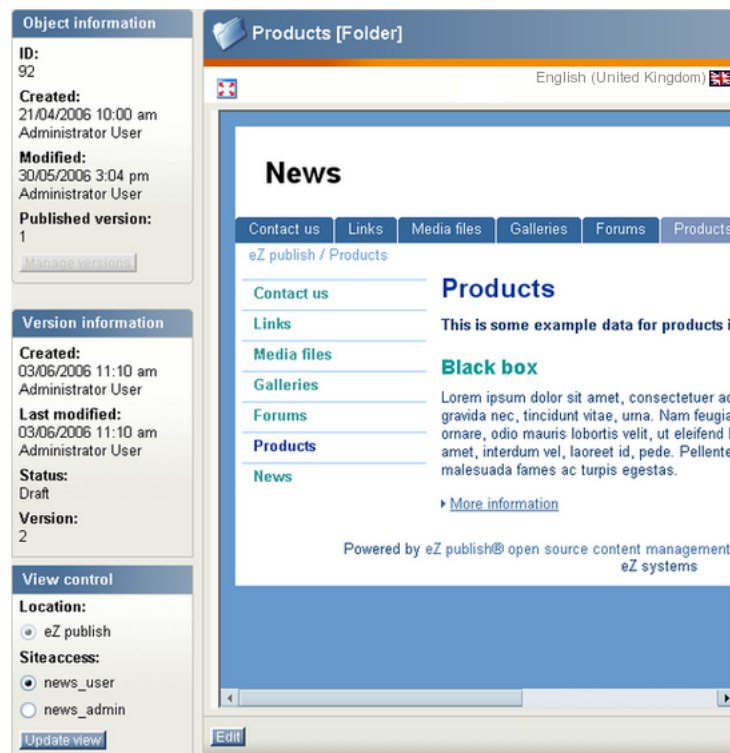 Object information
ID:
92
Created:
21/04/2006 10:00 am
Administrator User
Modified:
30/05/2006 3:04 pm
Administrator User
Published version:
1
Manage versions
Version information
Created:
03/06/2006 11:10 am
Administrator User
Last modified:
03/06/2006 11:10 am
Administrator User
Status:
Draft
Version:
2
View control
Location:
eZ publish
Siteaccess:
news_user
news_admin
Update view
Products [Folder]
English (United Kingdom)
News
Contact us Links Media files Galleries Forums Products
eZ publish / Products
Contact us
Links
Media files
Galleries
Forums
Products
News
Products
This is some example data for products i
Black box
Lorem ipsum dolor sit amet, consectetuer ad
gravida nec, tincidunt vitae, urna. Nam feugia
ornare, odio mauris lobortis velit, ut eleifend
amet, interdum vel, laoreet id, pede. Pellente
malesuada fames ac turpis egestas.
More information
Powered by eZ publish® open source content management
eZ systems
Edit